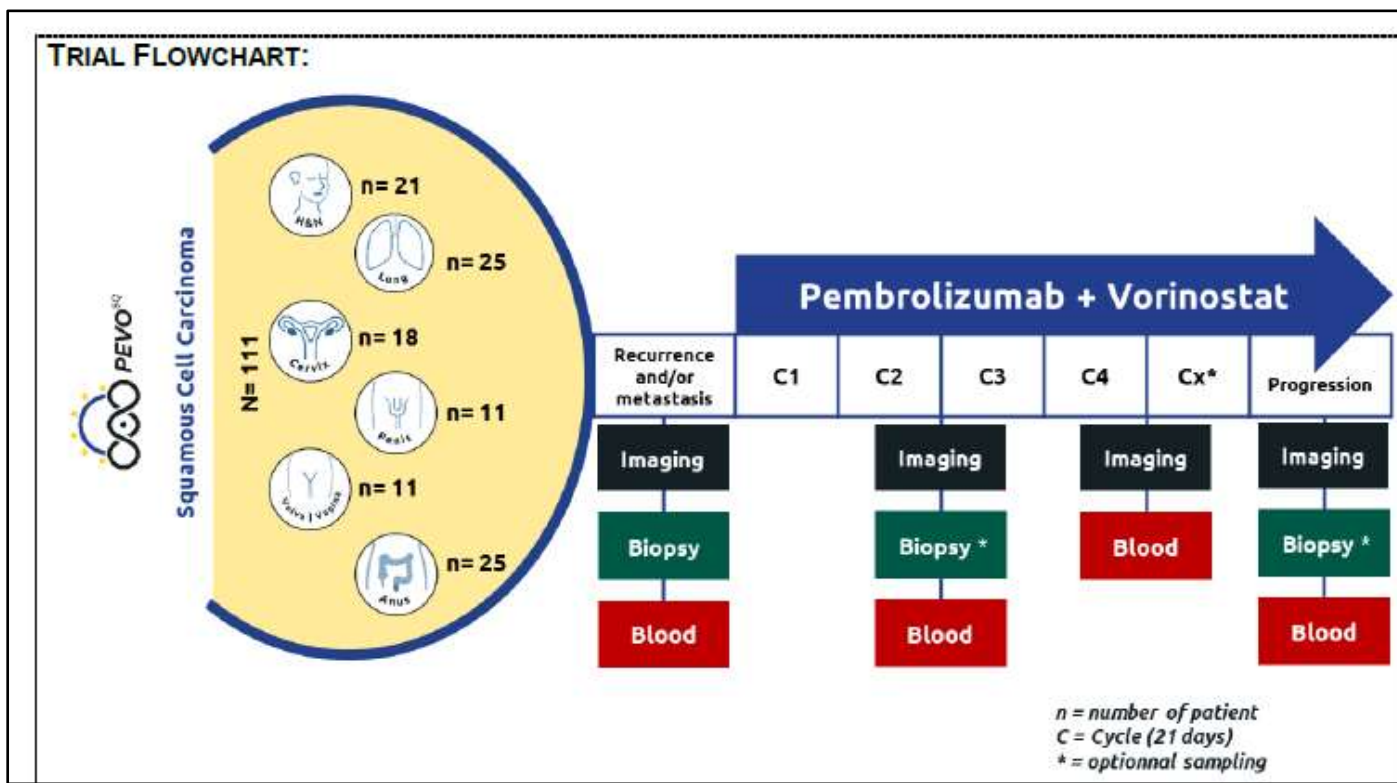 TRIAL FLOWCHART:
PEVO SQ
Squamous Cell Carcinoma
N= 111
H&N
n= 21
Lung
n= 25
Cervix
n= 18
Penis
n= 11
Vulva | Vagina
n= 11
Anus
n= 25
Pembrolizumab + Vorinostat
Recurrence
and/or
metastasis
C1
C2
C3
C4
Cx*
Progression
Imaging
Imaging
Imaging
Imaging
Biopsy
Biopsy *
Blood
Biopsy *
Blood
Blood
Blood
n = number of patient
C = Cycle (21 days)
* = optionnal sampling